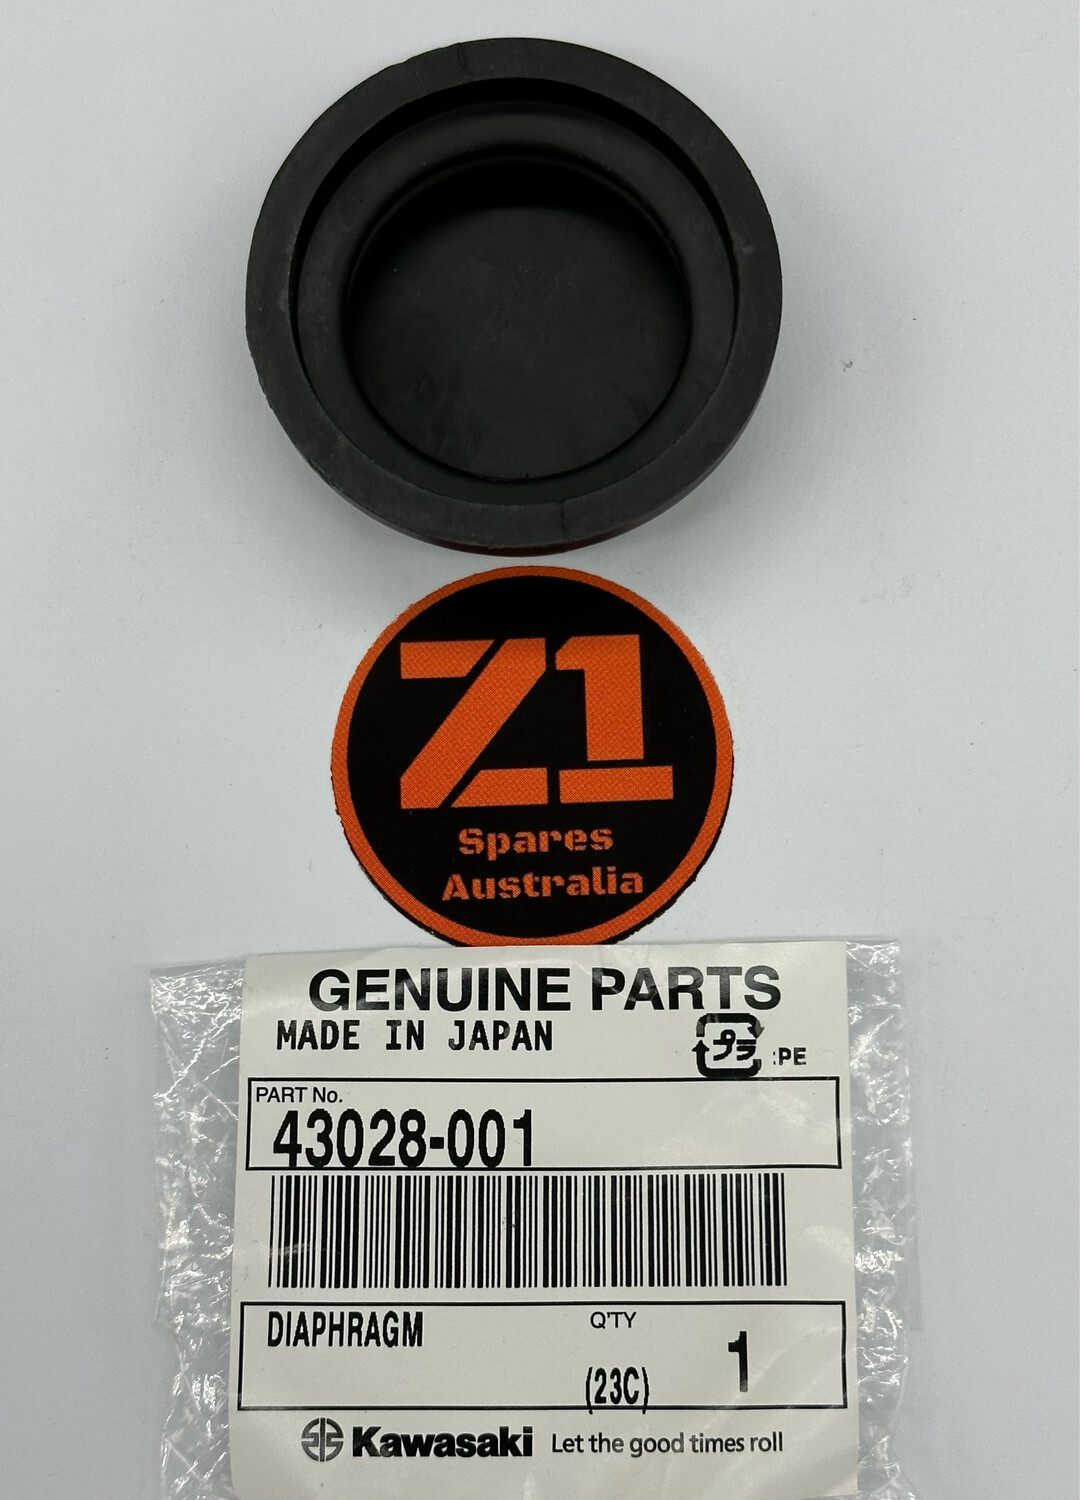 Z1
Spares
Australia
GENUINE PARTS
MADE IN JAPAN
プラ :PE
PART No.
43028-001
DIAPHRAGM
Q'TY
1
(23C)
Kawasaki Let the good times roll